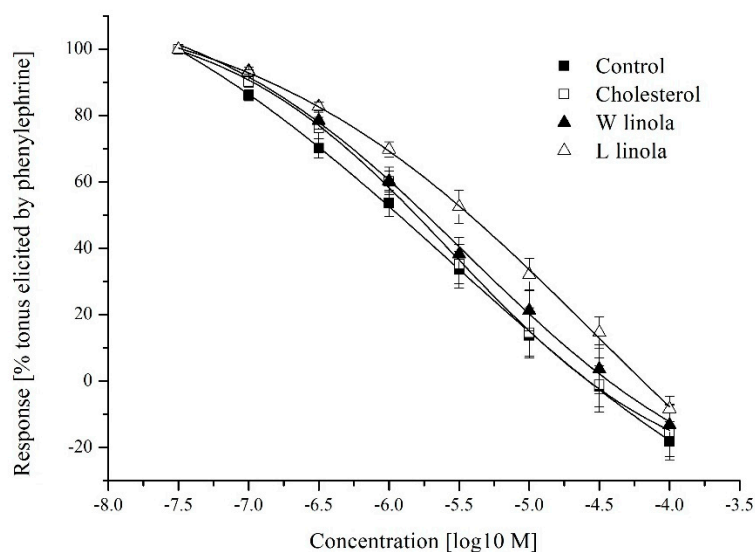 100
80
60
40
20
0
-20
Response [% tonus elicited by phenylephrine]
Control
Cholesterol
W linola
L linola
-8.0 -7.5 -7.0 -6.5 -6.0 -5.5 -5.0 -4.5 -4.0 -3.5
Concentration [log10 M]